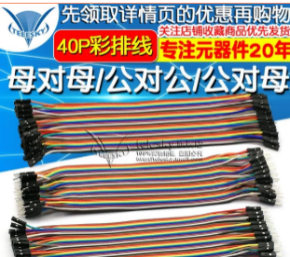 先领取详情页的优惠再购物
TELESKY
关注店铺收藏商品优先发货
40P彩排线
专注元器件20年
母对母/公对公/公对母